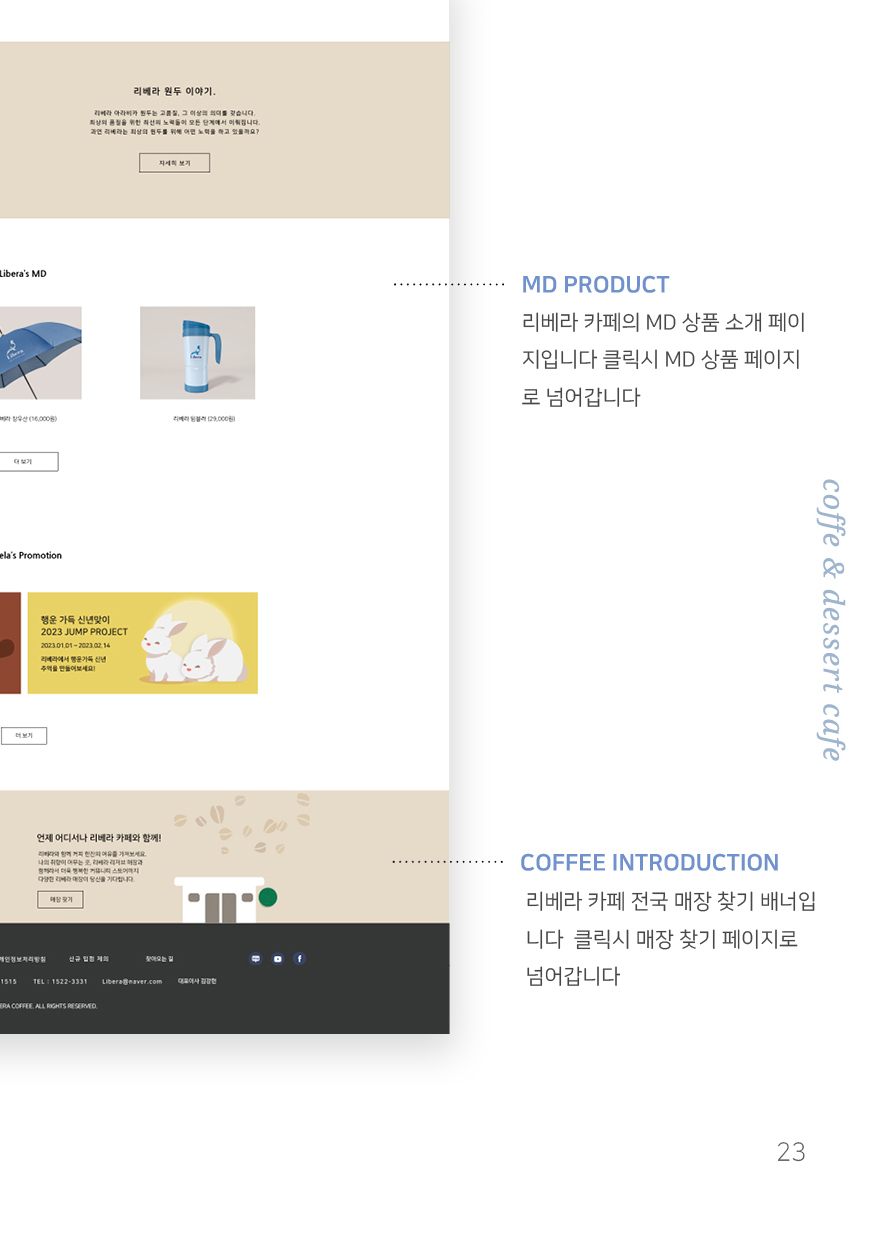 리베라 원두 이야기.
리베라 아라비카 원두는 고품질, 그 이상의 의미를 갖습니다.
최상의 품질을 위한 최선의 노력들이 모든 단계에서 이뤄집니다.
과연 리베라는 최상의 원두를 위해 어떤 노력을 하고 있을까요?
자세히 보기
Libera's MD
Libera
Libera
베라 장우산 (16,000원)
리베라 텀블러 (29,000원)
더 보기
MD PRODUCT
리베라 카페의 MD 상품 소개 페이
지입니다 클릭시 MD 상품 페이지
로 넘어갑니다
coffe & dessert cafe
ela's Promotion
행운 가득 신년맞이
2023 JUMP PROJECT
2023.01.01 ~ 2023.02.14
리베라에서 행운가득 신년
추억을 만들어보세요!
더 보기
언제 어디서나 리베라 카페와 함께!
리베라와 함께 커피 한잔의 여유를 가져보세요.
나의 취향이 머무는 곳, 리베라 리저브 매장과
함께라서 더욱 행복한 커뮤니티 스토어까지
다양한 리베라 매장이 당신을 기다립니다.
매장 찾기
COFFEE INTRODUCTION
리베라 카페 전국 매장 찾기 배너입
니다 클릭시 매장 찾기 페이지로
넘어갑니다
개인정보처리방침 신규 입점 제의 찾아오는 길
1515 TEL : 1522-3331 Libera@naver.com 대표이사 김강현
ERA COFFEE. ALL RIGHTS RESERVED.
23